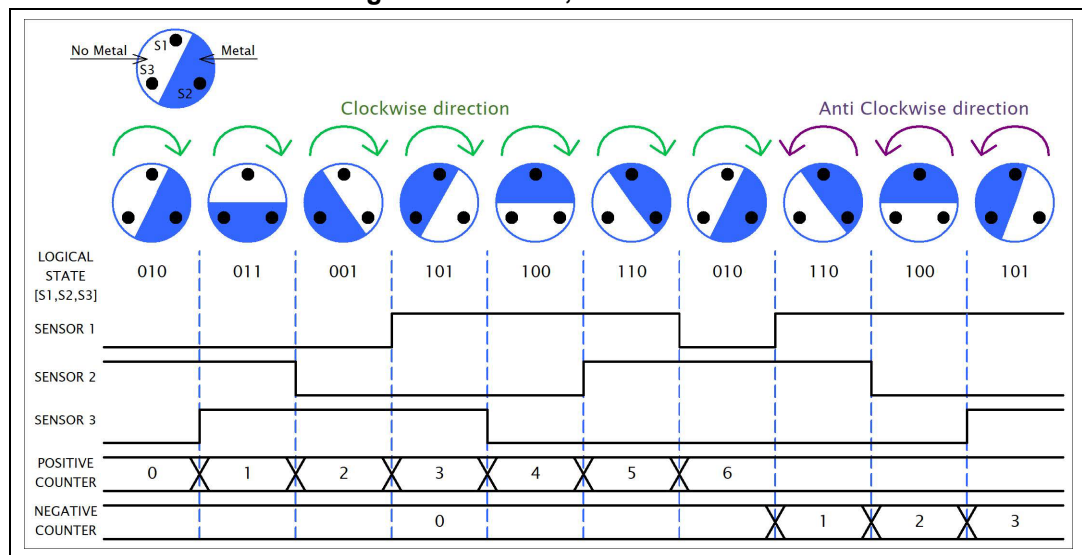 S1
No Metal
Metal
S3
S2
Clockwise direction
Anti Clockwise direction
LOGICAL
STATE
[S1,S2,S3]
010 011 001 101 100 110 010 110 100 101
SENSOR 1
SENSOR 2
SENSOR 3
POSITIVE
COUNTER
0 1 2 3 4 5 6
NEGATIVE
COUNTER
0 1 2 3